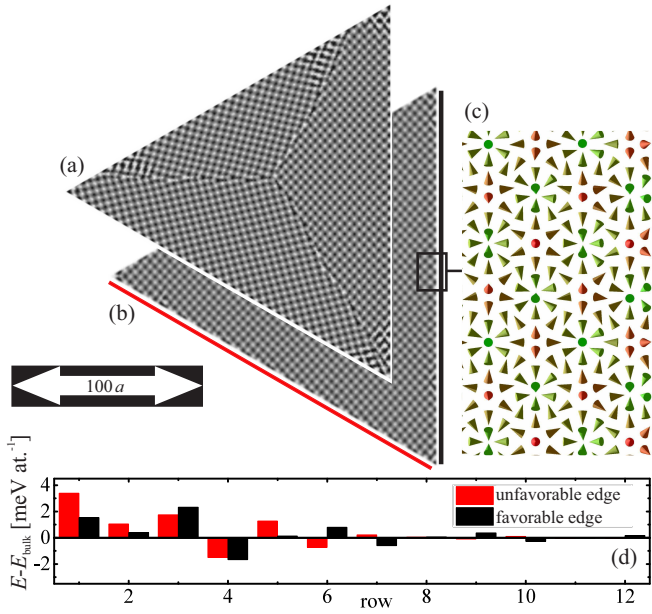 (a)
(b)
(c)
100 a
E-E_bulk [meV at.⁻¹]
4
2
0
-2
unfavorable edge
favorable edge
(d)
2
4
6
8
10
12
row